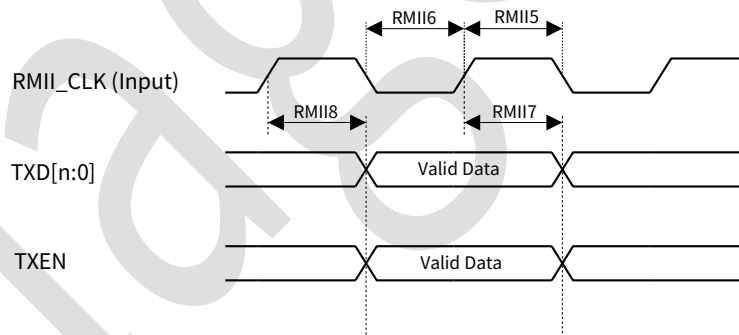 RMII6 RMII5
RMII_CLK (Input)
RMII8 RMII7
TXD[n:0] Valid Data
TXEN Valid Data